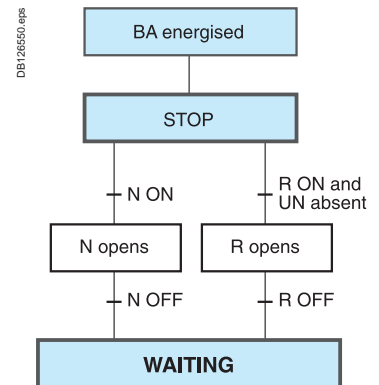 DB126550.eps
BA energised
STOP
N ON
R ON and
UN absent
N opens
R opens
N OFF
R OFF
WAITING